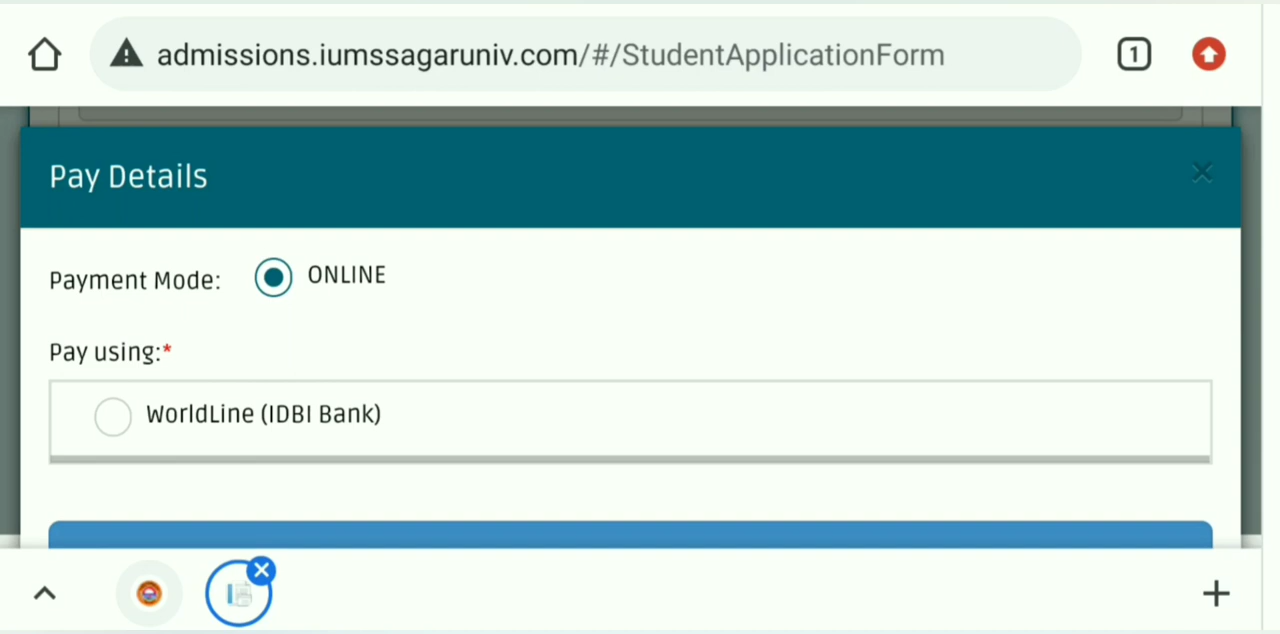 admissions.iumssagaruniv.com/#/StudentApplicationForm
1
Pay Details
Payment Mode: ONLINE
Pay using:*
WorldLine (IDBI Bank)